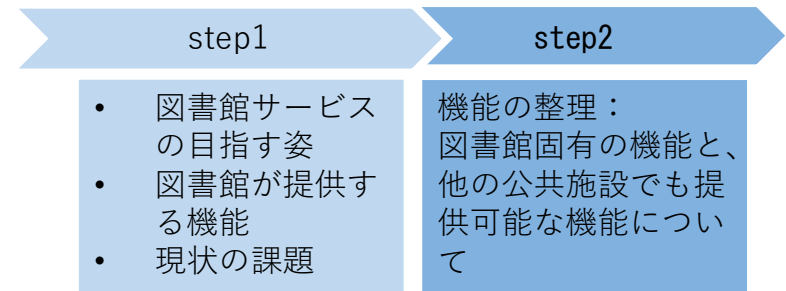 step1
step2
• 図書館サービス
の目指す姿
• 図書館が提供す
る機能
• 現状の課題
機能の整理：
図書館固有の機能と、
他の公共施設でも提
供可能な機能につい
て